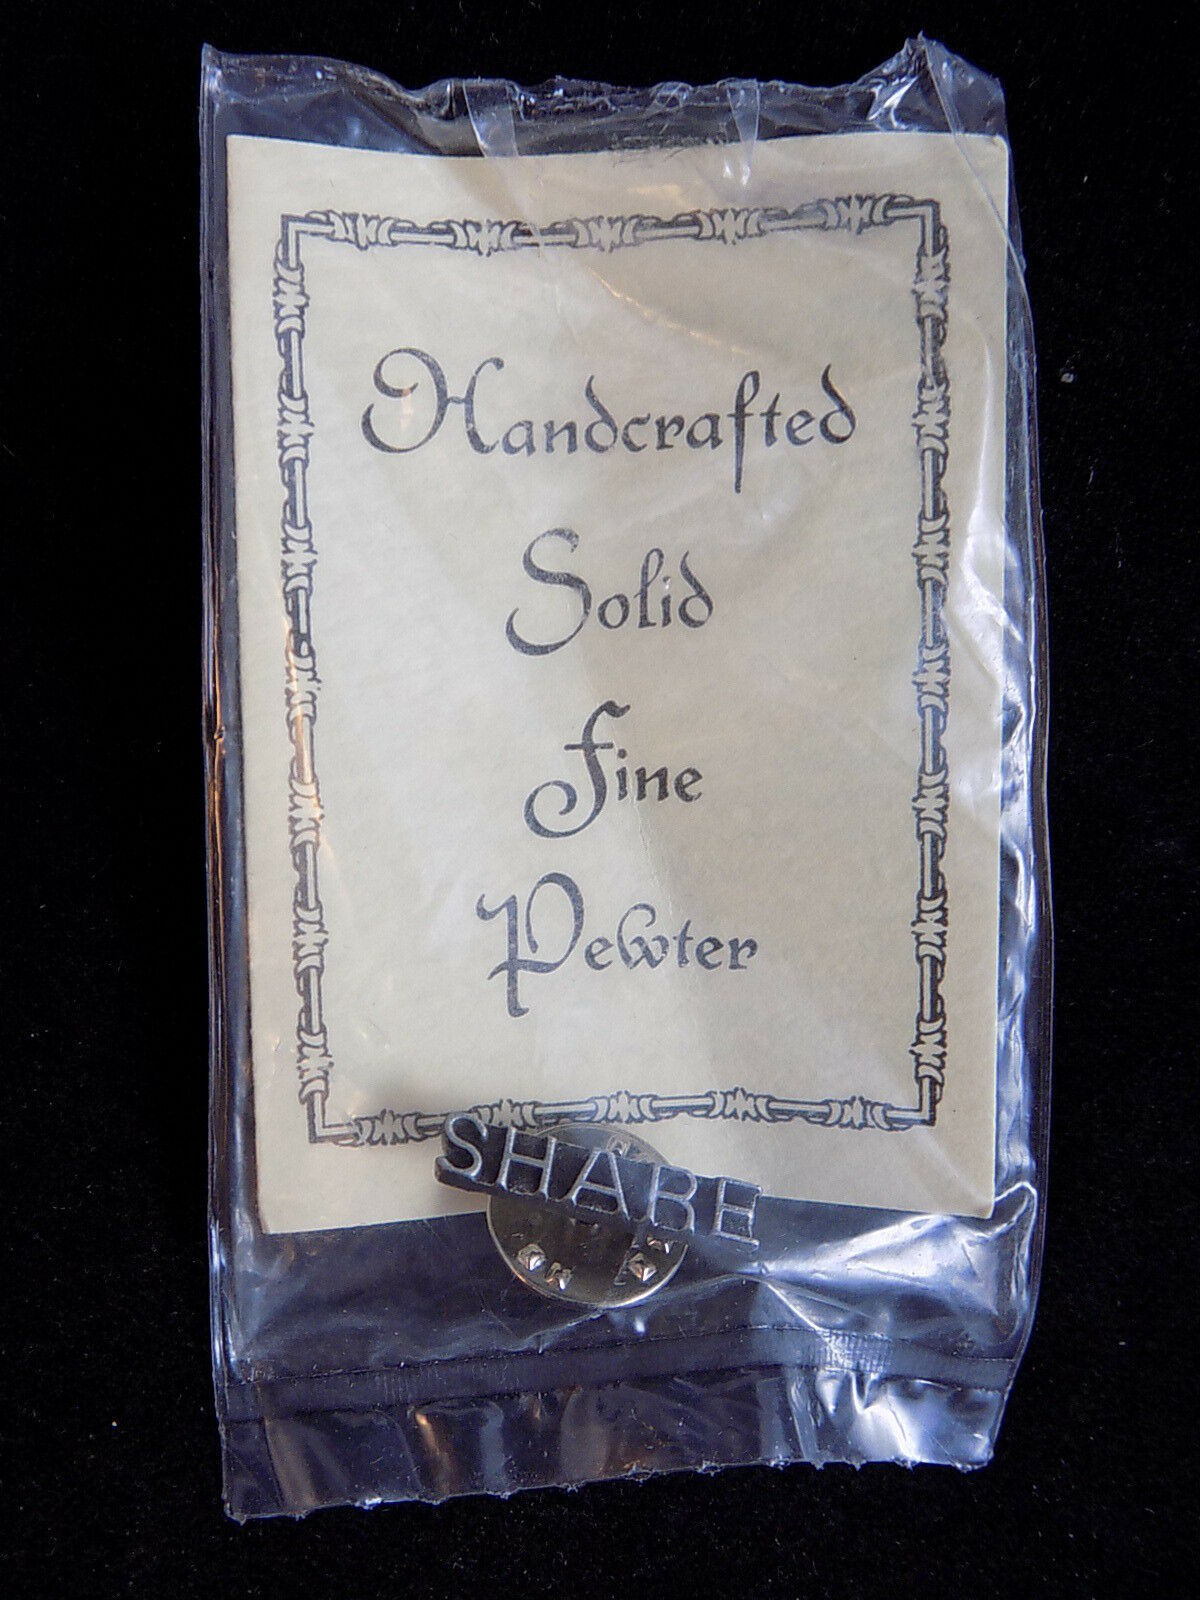 Handcrafted
Solid
Fine
Pewter
SHARE